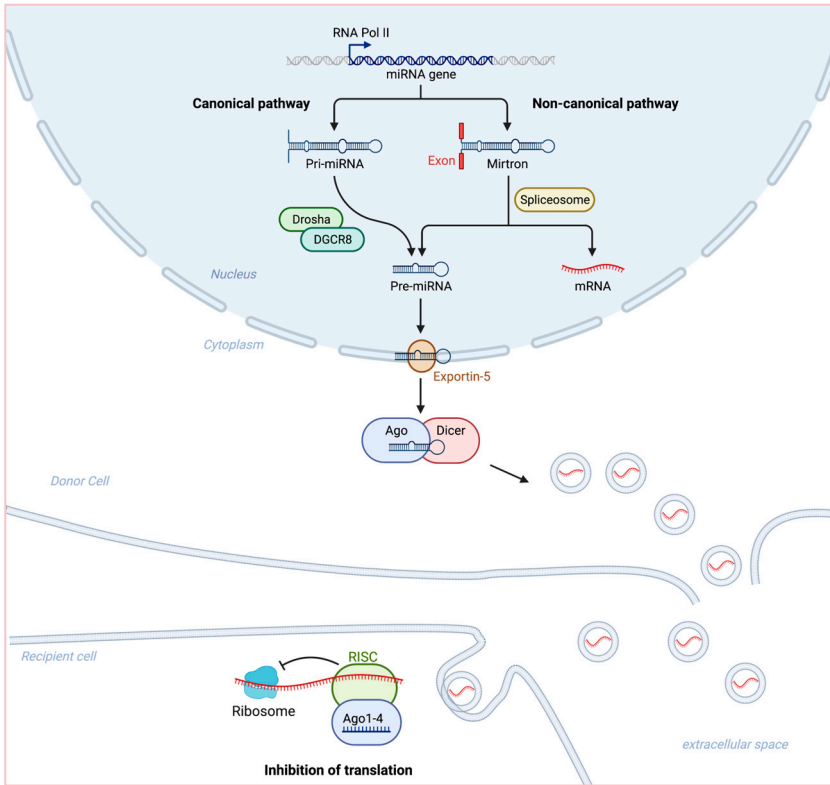 RNA Pol II
miRNA gene
Canonical pathway
Non-canonical pathway
Pri-miRNA
Exon
Mirtron
Spliceosome
Drosha
DGCR8
Nucleus
Pre-miRNA
mRNA
Cytoplasm
Exportin-5
Ago
Dicer
Donor Cell
Recipient cell
RISC
Ribosome
Ago1-4
extracellular space
Inhibition of translation